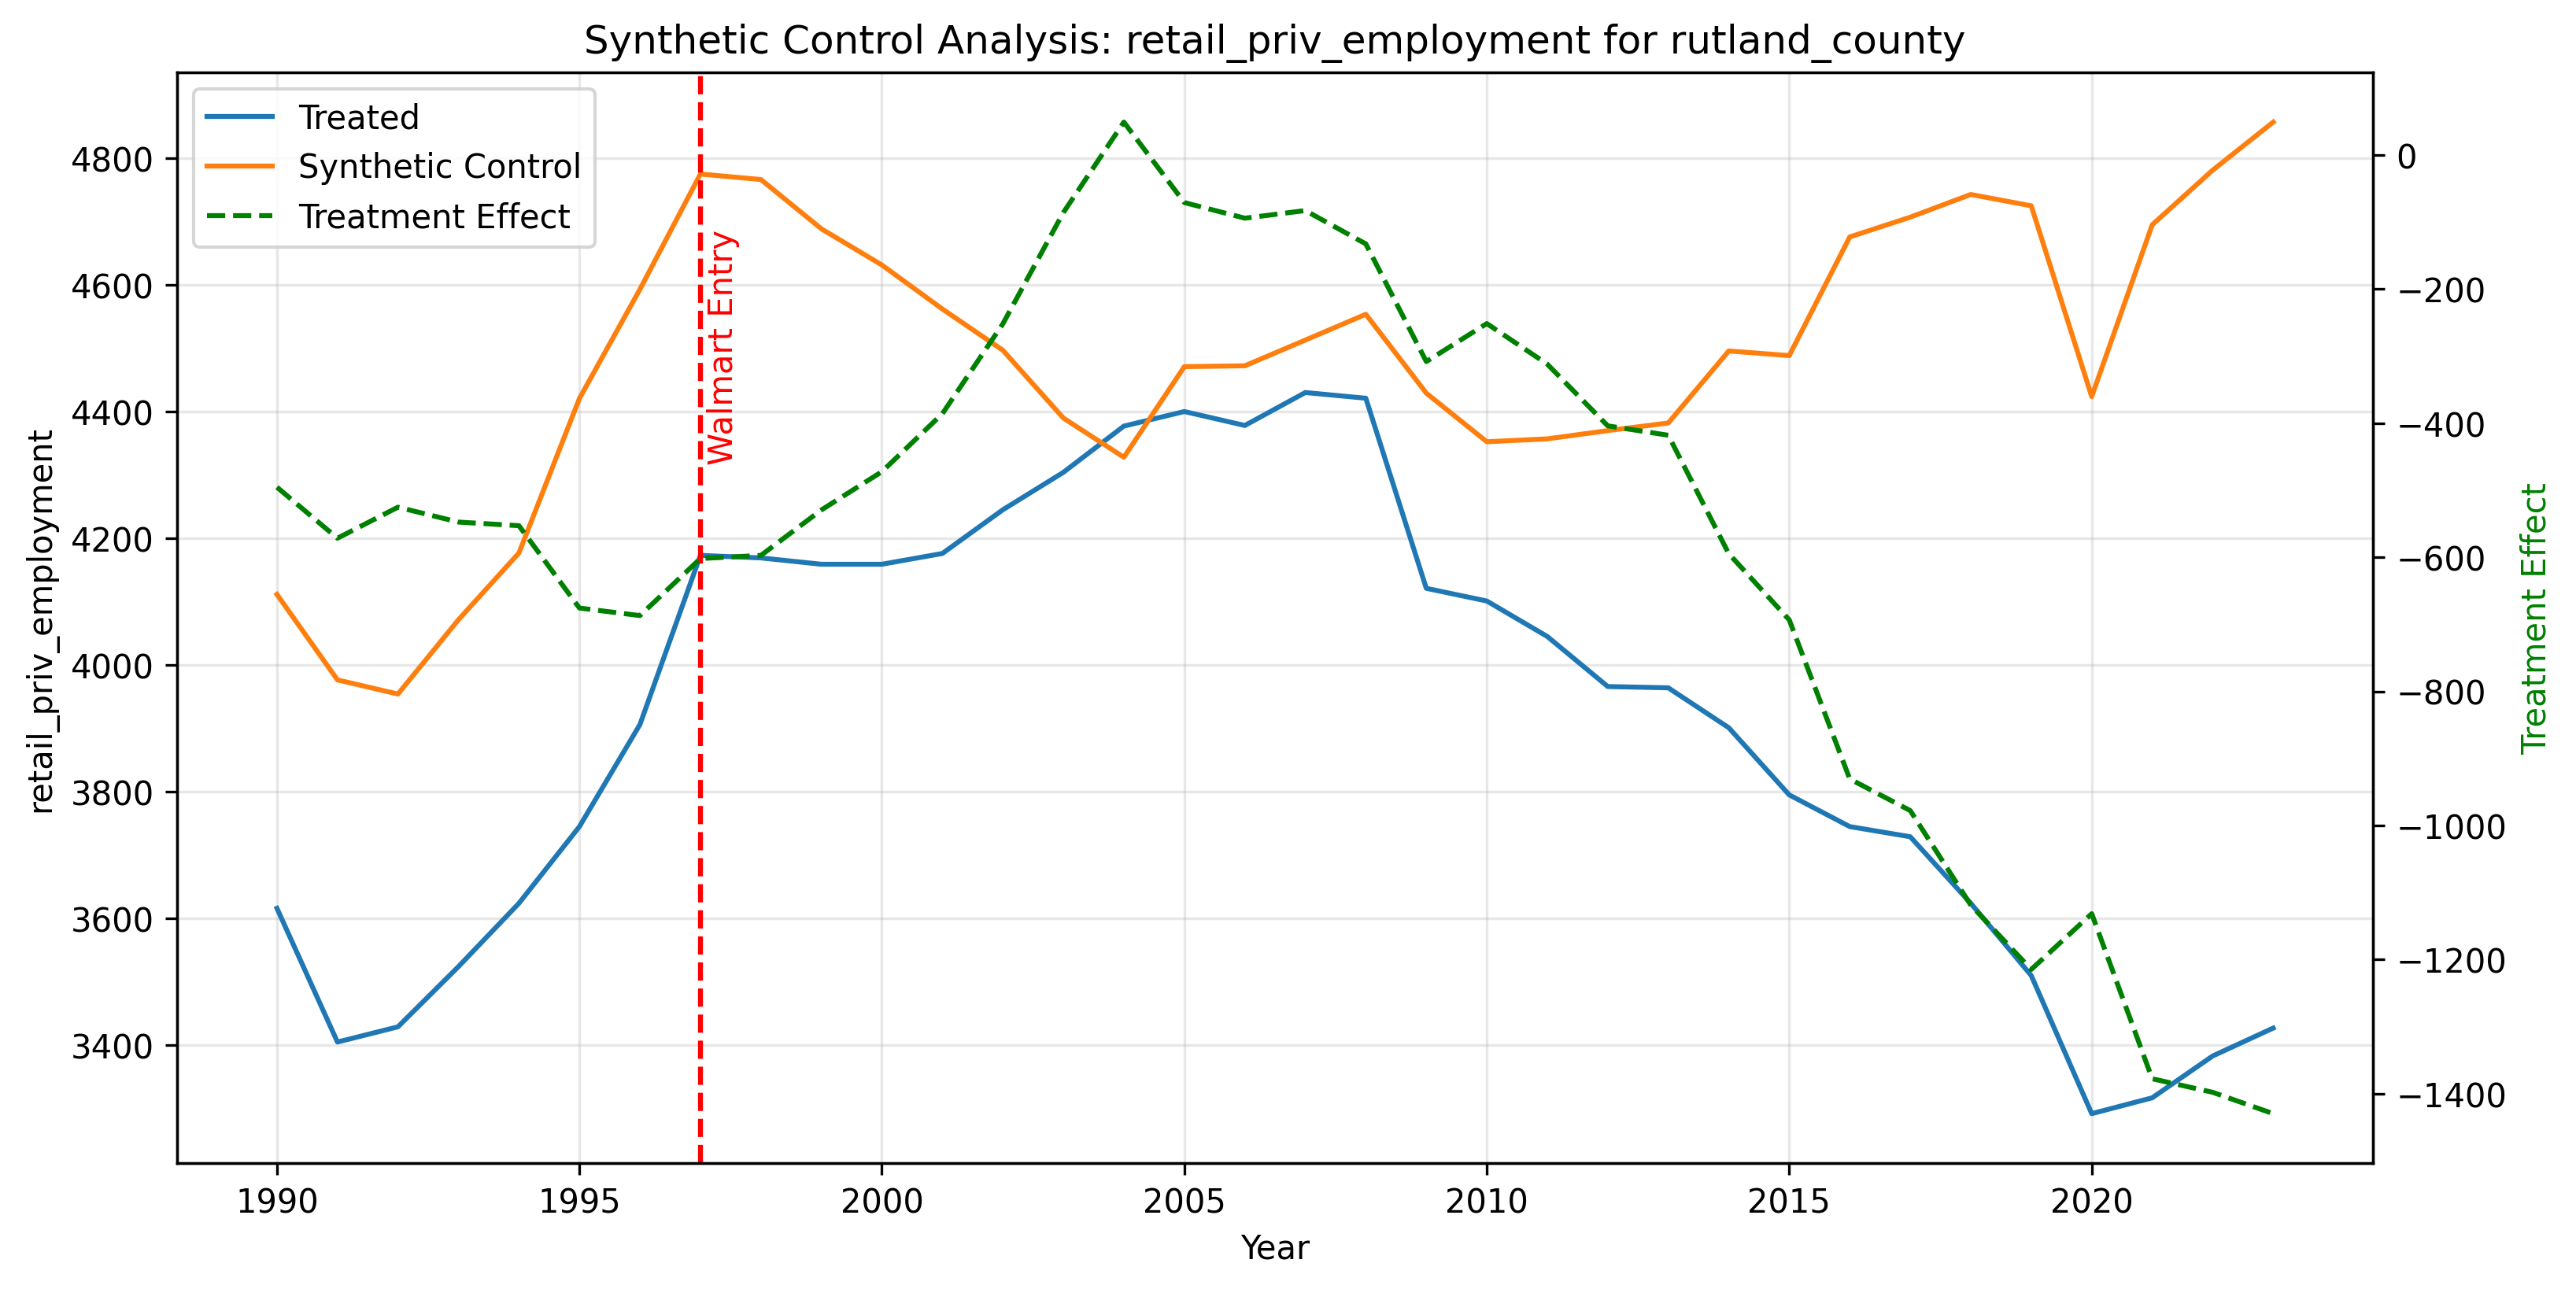 Synthetic Control Analysis: retail_priv_employment for rutland_county
Treated
Synthetic Control
Treatment Effect
Walmart Entry
retail_priv_employment
4800
4600
4400
4200
4000
3800
3600
3400
0
−200
−400
−600
−800
−1000
−1200
−1400
Treatment Effect
1990 1995 2000 2005 2010 2015 2020
Year